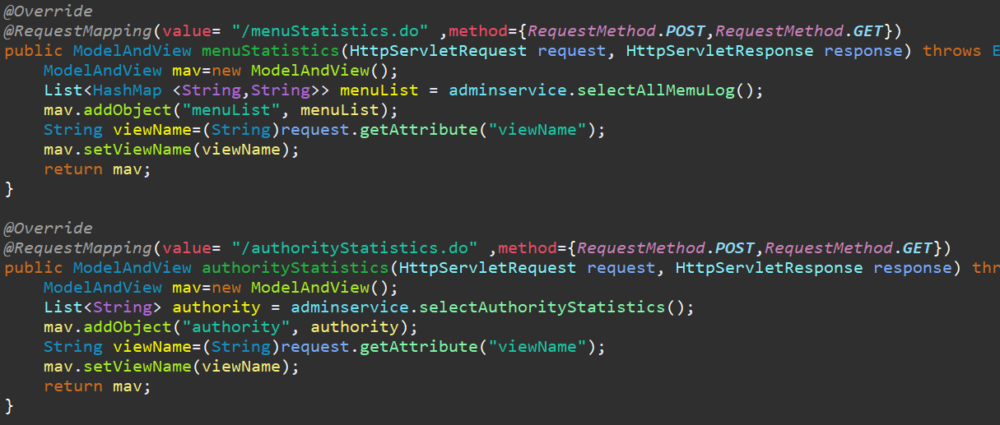 @Override
@RequestMapping(value= "/menuStatistics.do" ,method={RequestMethod.POST,RequestMethod.GET})
public ModelAndView menuStatistics(HttpServletRequest request, HttpServletResponse response) throws E
    ModelAndView mav=new ModelAndView();
    List<HashMap <String,String>> menuList = adminservice.selectAllMemuLog();
    mav.addObject("menuList", menuList);
    String viewName=(String)request.getAttribute("viewName");
    mav.setViewName(viewName);
    return mav;
}
@Override
@RequestMapping(value= "/authorityStatistics.do" ,method={RequestMethod.POST,RequestMethod.GET})
public ModelAndView authorityStatistics(HttpServletRequest request, HttpServletResponse response) thr
    ModelAndView mav=new ModelAndView();
    List<String> authority = adminservice.selectAuthorityStatistics();
    mav.addObject("authority", authority);
    String viewName=(String)request.getAttribute("viewName");
    mav.setViewName(viewName);
    return mav;
}